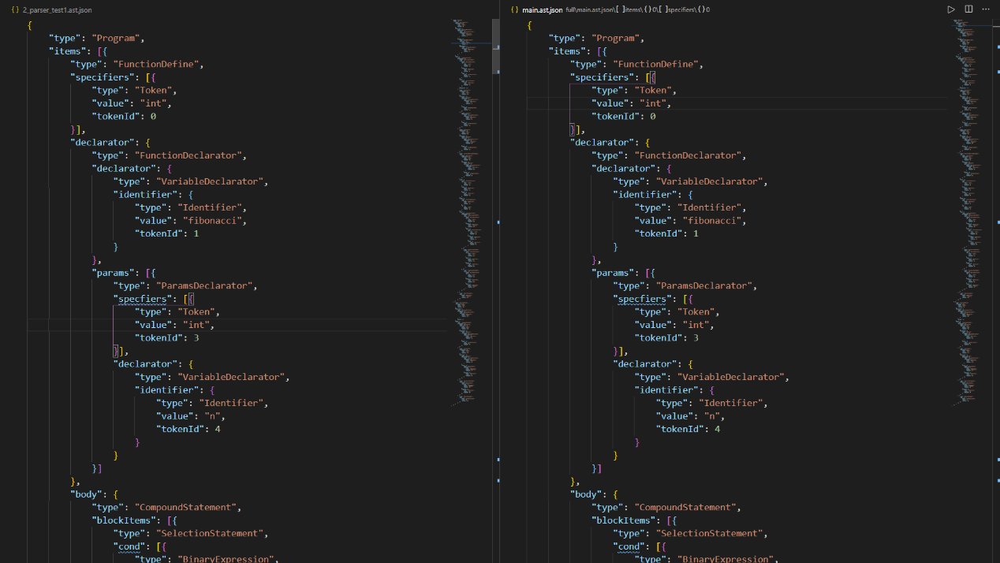 2_parser_test1.ast.json
{
"type": "Program",
"items": [{
"type": "FunctionDefine",
"specifiers": [{
"type": "Token",
"value": "int",
"tokenId": 0
}],
"declarator": {
"type": "FunctionDeclarator",
"declarator": {
"type": "VariableDeclarator",
"identifier": {
"type": "Identifier",
"value": "fibonacci",
"tokenId": 1
}
},
"params": [{
"type": "ParamsDeclarator",
"specfiers": [{
"type": "Token",
"value": "int",
"tokenId": 3
}],
"declarator": {
"type": "VariableDeclarator",
"identifier": {
"type": "Identifier",
"value": "n",
"tokenId": 4
}
}
}]
},
"body": {
"type": "CompoundStatement",
"blockItems": [{
"type": "SelectionStatement",
"cond": [{
"type": "BinaryExpression",
main.ast.json full\main.ast.json\[ ]items\{}0\[ ]specifiers\{}0
{
"type": "Program",
"items": [{
"type": "FunctionDefine",
"specifiers": [{
"type": "Token",
"value": "int",
"tokenId": 0
}],
"declarator": {
"type": "FunctionDeclarator",
"declarator": {
"type": "VariableDeclarator",
"identifier": {
"type": "Identifier",
"value": "fibonacci",
"tokenId": 1
}
},
"params": [{
"type": "ParamsDeclarator",
"specfiers": [{
"type": "Token",
"value": "int",
"tokenId": 3
}],
"declarator": {
"type": "VariableDeclarator",
"identifier": {
"type": "Identifier",
"value": "n",
"tokenId": 4
}
}
}]
},
"body": {
"type": "CompoundStatement",
"blockItems": [{
"type": "SelectionStatement",
"cond": [{
"type": "BinaryExpression",